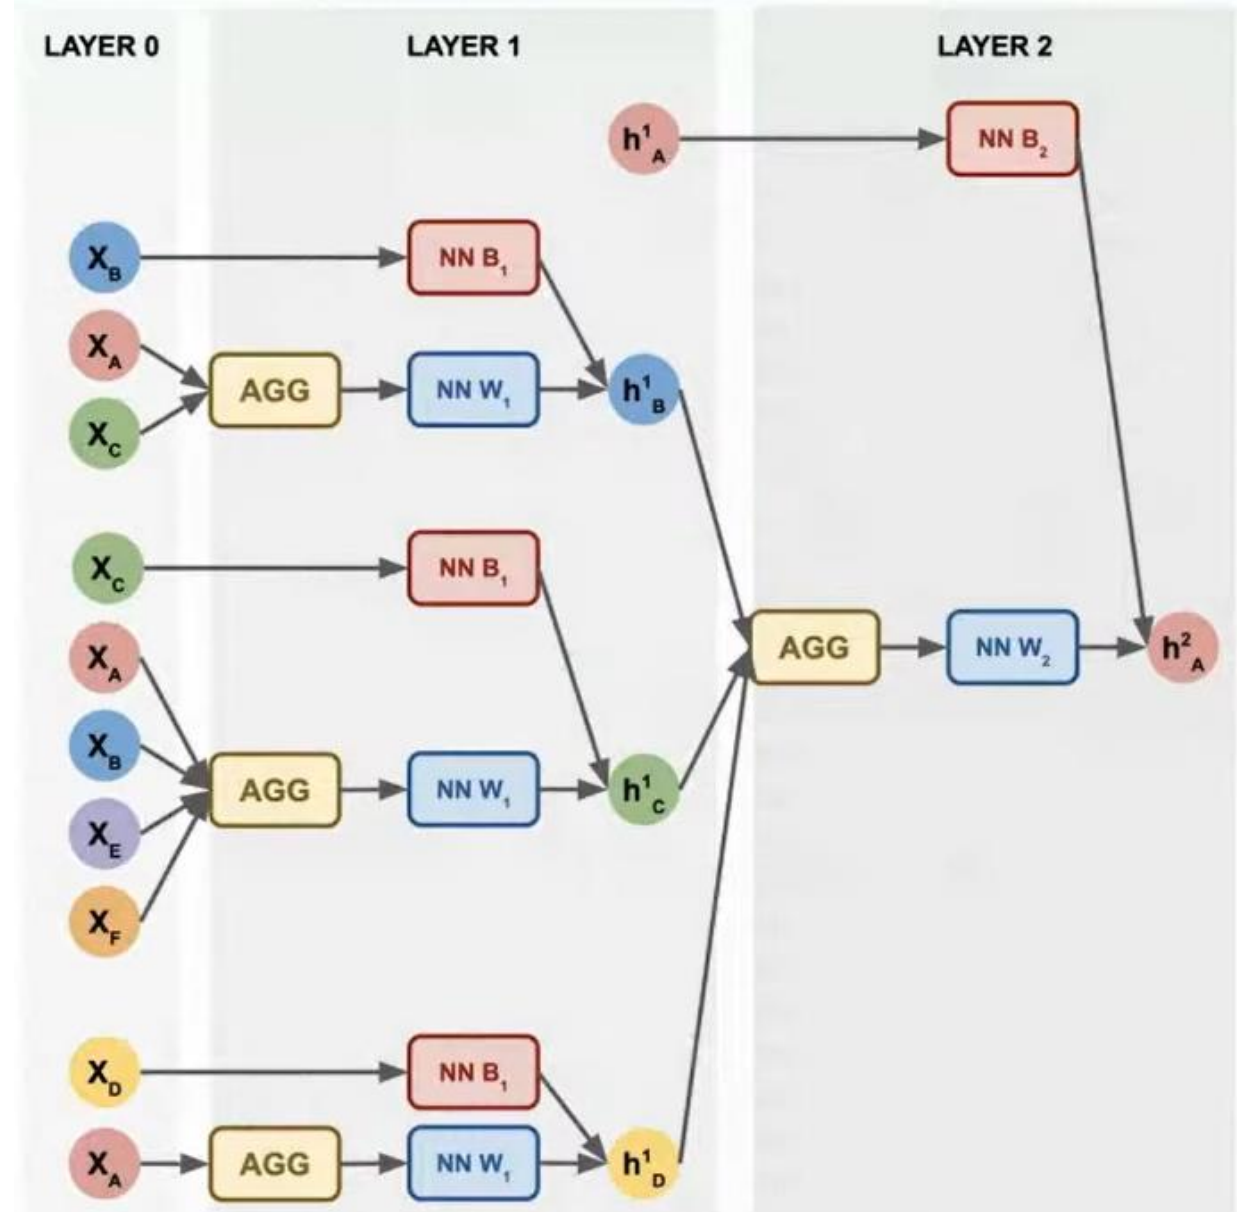 LAYER 0 LAYER 1 LAYER 2
h¹A NN B₂
XB NN B₁
XA
AGG NN W₁ h¹B
XC
XC NN B₁
XA
AGG NN W₂ h²A
XB
AGG NN W₁ h¹C
XE
XF
XD NN B₁
XA AGG NN W₁ h¹D